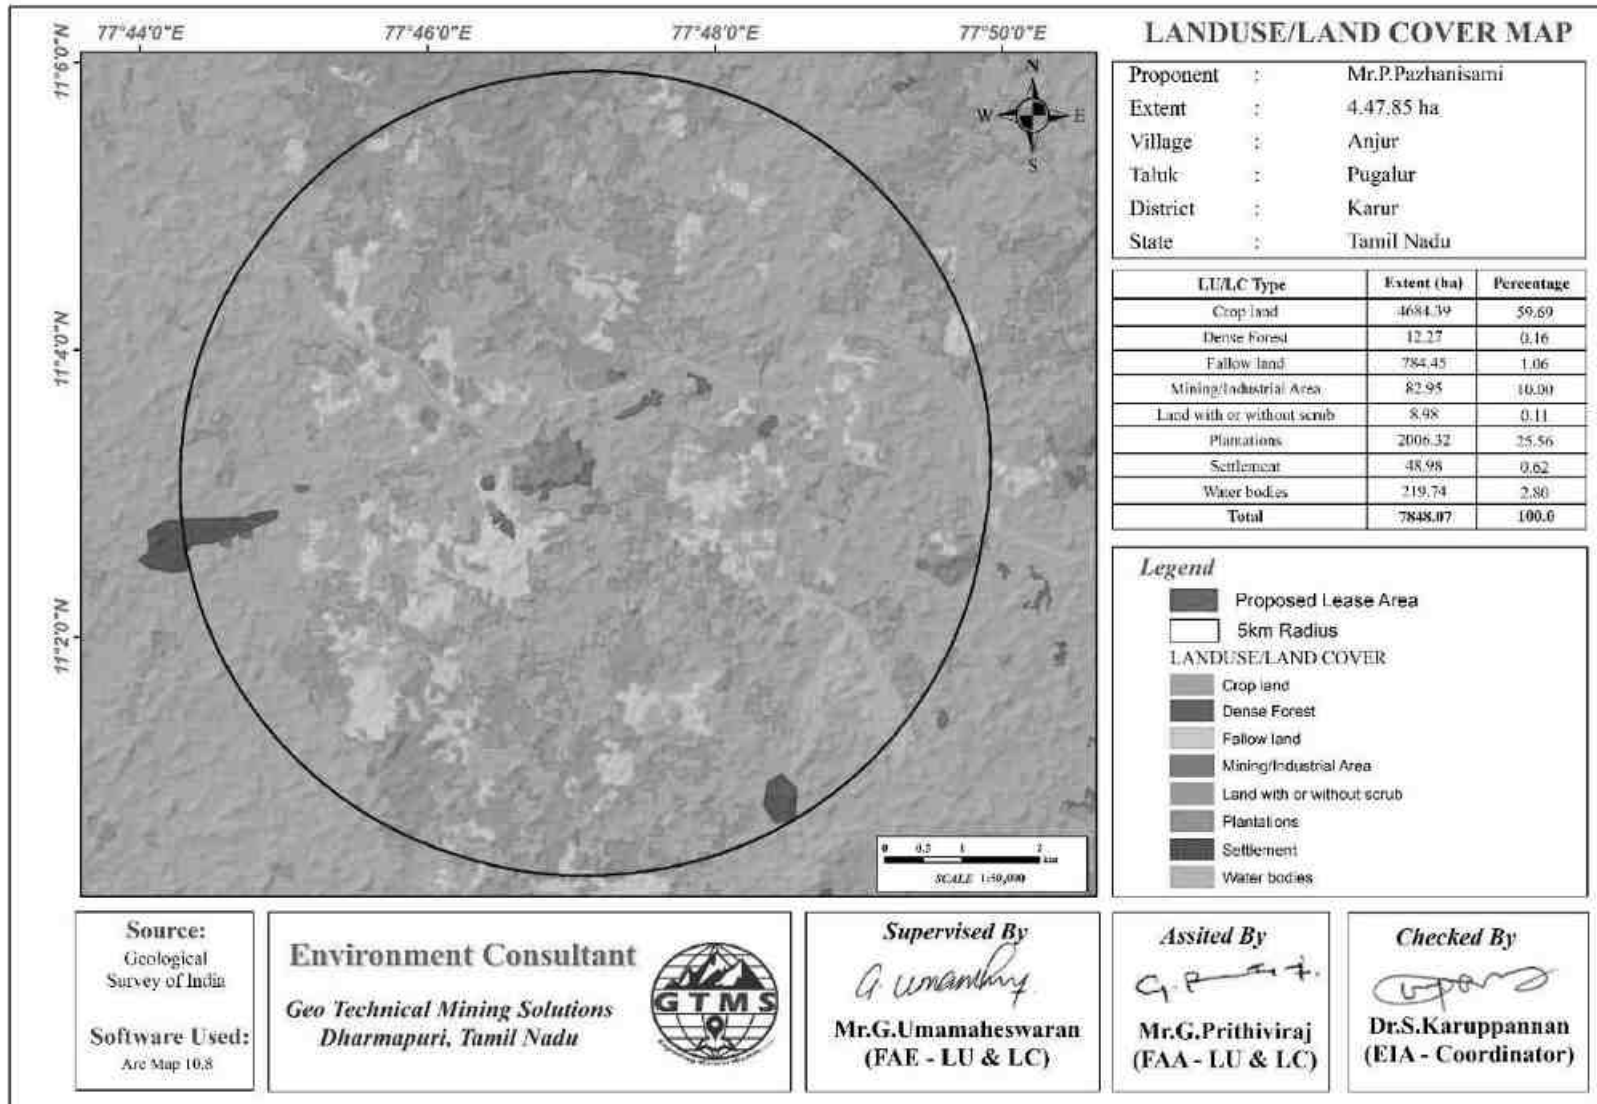 77°44'0"E 77°46'0"E 77°48'0"E 77°50'0"E
11°6'0"N
11°4'0"N
11°2'0"N
N
W E
S
0 0.5 1 2
km
SCALE 1:50,000
LANDUSE/LAND COVER MAP
Proponent : Mr.P.Pazhanisami
Extent : 4.47.85 ha
Village : Anjur
Taluk : Pugalur
District : Karur
State : Tamil Nadu
LU/LC Type Extent (ha) Percentage
Crop land 4684.39 59.69
Dense Forest 12.27 0.16
Fallow land 784.45 1.06
Mining/Industrial Area 82.95 10.00
Land with or without scrub 8.98 0.11
Plantations 2006.32 25.56
Settlement 48.98 0.62
Water bodies 219.74 2.80
Total 7848.07 100.0
Legend
Proposed Lease Area
5km Radius
LANDUSE/LAND COVER
Crop land
Dense Forest
Fallow land
Mining/Industrial Area
Land with or without scrub
Plantations
Settlement
Water bodies
Source:
Geological
Survey of India
Software Used:
Arc Map 10.8
Environment Consultant
Geo Technical Mining Solutions
Dharmapuri, Tamil Nadu
GTMS
Supervised By
Mr.G.Umamaheswaran
(FAE - LU & LC)
Assited By
Mr.G.Prithiviraj
(FAA - LU & LC)
Checked By
Dr.S.Karuppannan
(EIA - Coordinator)